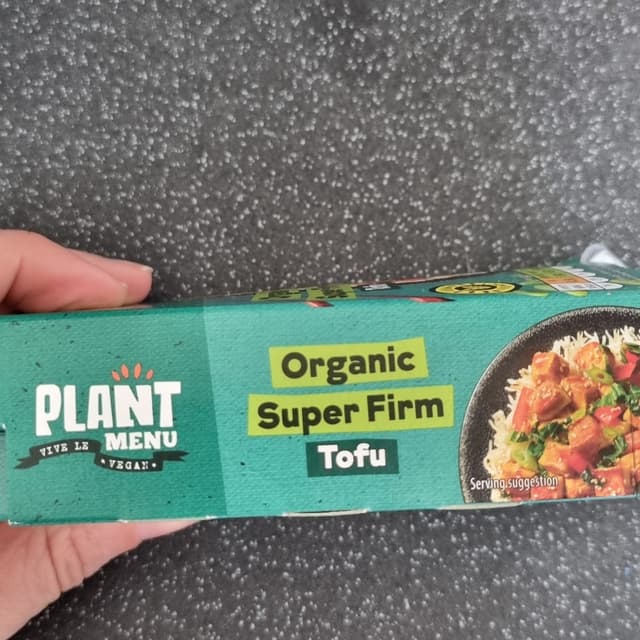 PLANT
MENU
VIVE LE
• VEGAN •
Organic
Super Firm
Tofu
Serving suggestion